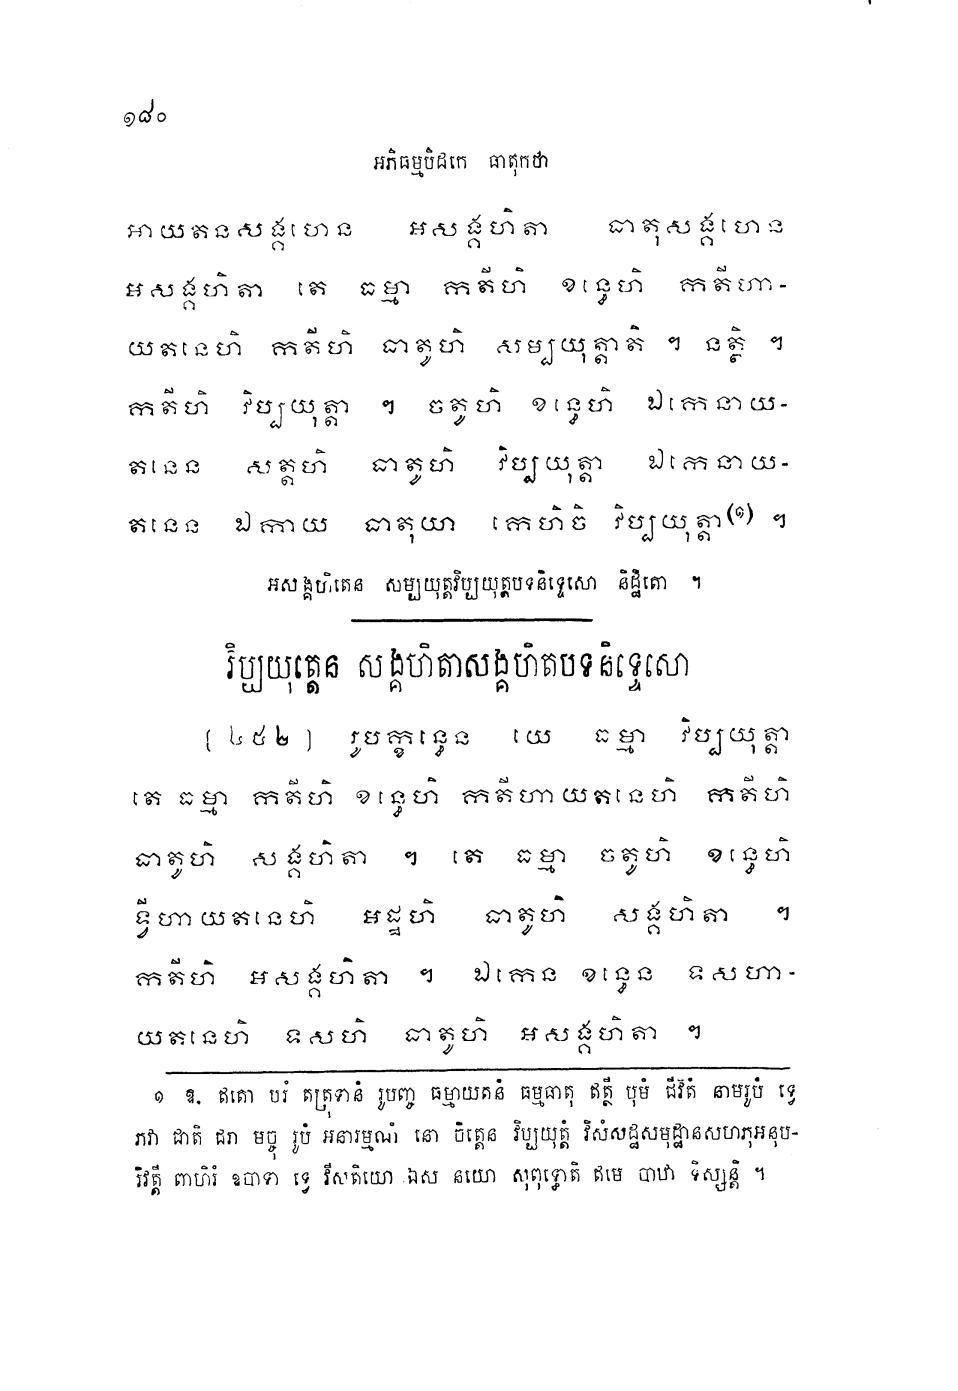 ១៨០
អភិធម្មបិដកេ ធាតុកថា
អាយតនសង្គហេន អសង្គហិតា ធាតុសង្គហេន
អសង្គហិតា តេ ធម្មា កតីហិ ខន្ធេហិ កតីហា-
យតនេហិ កតីហិ ធាតូហិ សម្បយុត្តាតិ ។ នត្ថិ ។
កតីហិ វិប្បយុត្តា ។ ចតូហិ ខន្ធេហិ ឯកេនាយ-
តនេន សត្តហិ ធាតូហិ វិប្បយុត្តា ឯកេនាយ-
តនេន ឯកាយ ធាតុយា កេហិចិ វិប្បយុត្តា(១) ។
អសង្គហិតេន សម្បយុត្តវិប្បយុត្តបទនិទ្ទេសោ និដ្ឋិតោ ។
វិប្បយុត្តេន សង្គហិតាសង្គហិតបទនិទ្ទេសោ
[៤៥២] រូបក្ខន្ធេន យេ ធម្មា វិប្បយុត្តា
តេ ធម្មា កតីហិ ខន្ធេហិ កតីហាយតនេហិ កតីហិ
ធាតូហិ សង្គហិតា ។ តេ ធម្មា ចតូហិ ខន្ធេហិ
ទ្វីហាយតនេហិ អដ្ឋហិ ធាតូហិ សង្គហិតា ។
កតីហិ អសង្គហិតា ។ ឯកេន ខន្ធេន ទសហា-
យតនេហិ ទសហិ ធាតូហិ អសង្គហិតា ។
១ ឱ. ឥតោ បរំ តត្រុទានំ រូបញ្ច ធម្មាយតនំ ធម្មធាតុ ឥត្ថី បុមំ ជីវិតំ នាមរូបំ ទ្វេ
ភវា ជាតិ ជរា មច្ចុ រូបំ អនារម្មណំ នោ ចិត្តេន វិប្បយុត្តំ វិសំសដ្ឋសមុដ្ឋានសហភុអនុប-
រិវត្តិ ពាហិរំ ឧបាទា ទ្វេ វីសតិយោ ឯស នយោ សុពុទ្ធោតិ ឥមេ បាឋា ទិស្សន្តិ ។